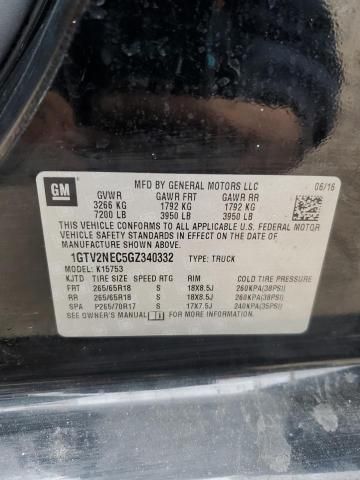 GM MFD BY GENERAL MOTORS LLC 06/16
GVWR GAWR FRT GAWR RR
3266 KG 1792 KG 1792 KG
7200 LB 3950 LB 3950 LB
THIS VEHICLE CONFORMS TO ALL APPLICABLE U.S. FEDERAL MOTOR
VEHICLE SAFETY STANDARDS IN EFFECT ON THE DATE OF
MANUFACTURE SHOWN ABOVE.
1GTV2NEC5GZ340332 TYPE: TRUCK
MODEL: K15753
KJTD TIRE SIZE SPEED RTG RIM COLD TIRE PRESSURE
FRT 265/65R18 S 18X8.5J 260KPA(38PSI)
RR 265/65R18 S 18X8.5J 260KPA(38PSI)
SPA P265/70R17 S 17X7.5J 240KPA(35PSI)
SEE OWNER'S MANUAL FOR MORE INFORMATION